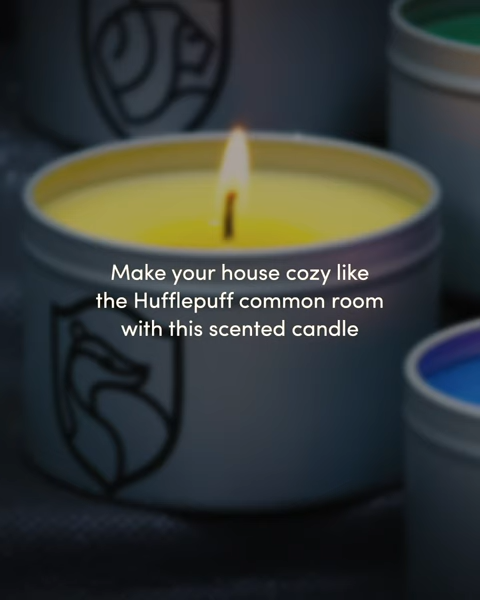 Make your house cozy like
the Hufflepuff common room
with this scented candle